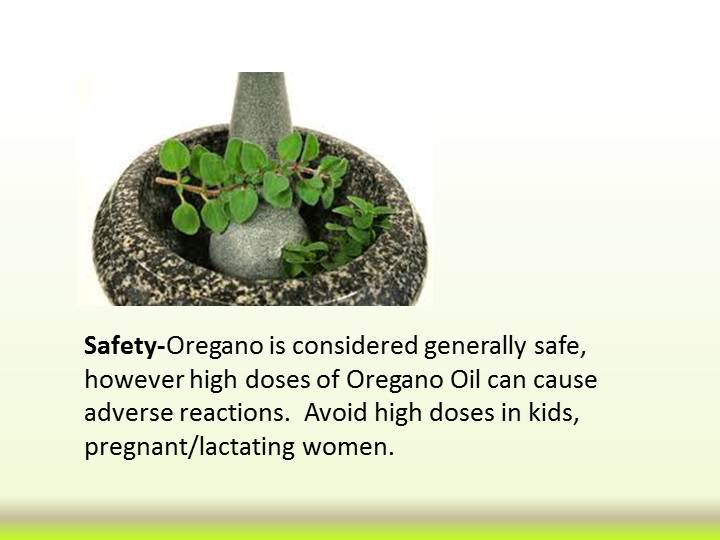 Safety-Oregano is considered generally safe,
however high doses of Oregano Oil can cause
adverse reactions.  Avoid high doses in kids,
pregnant/lactating women.